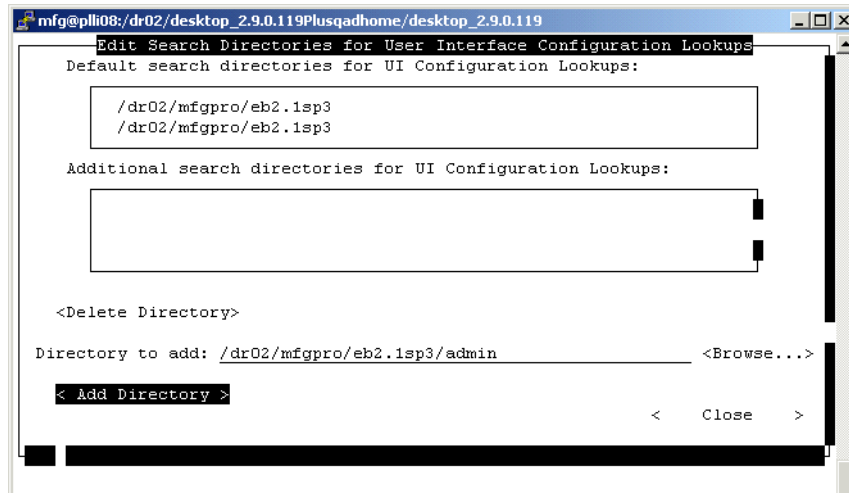 mfg@plli08:/dr02/desktop_2.9.0.119Plusqadhome/desktop_2.9.0.119
Edit Search Directories for User Interface Configuration Lookups
Default search directories for UI Configuration Lookups:
/dr02/mfgpro/eb2.1sp3
/dr02/mfgpro/eb2.1sp3
Additional search directories for UI Configuration Lookups:
<Delete Directory>
Directory to add: /dr02/mfgpro/eb2.1sp3/admin <Browse...>
< Add Directory >
< Close >